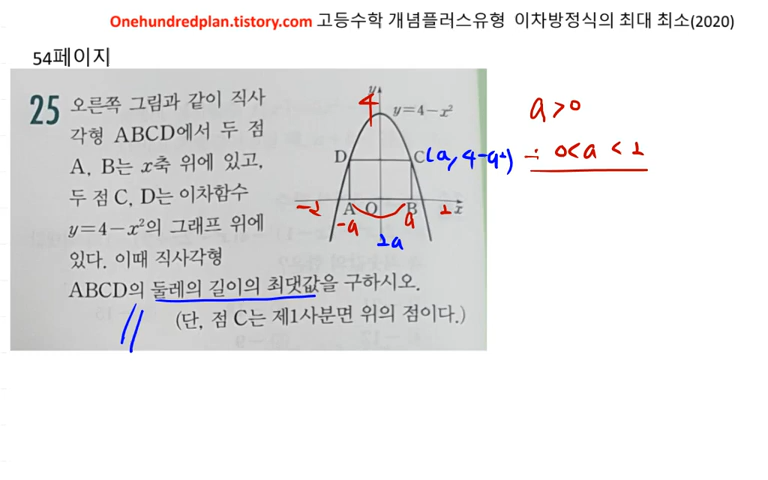 Onehundredplan.tistory.com 고등수학 개념플러스유형 이차방정식의 최대 최소(2020)
54페이지
25 오른쪽 그림과 같이 직사
각형 ABCD에서 두 점
A, B는 x축 위에 있고,
두 점 C, D는 이차함수
y=4-x²의 그래프 위에
있다. 이때 직사각형
ABCD의 둘레의 길이의 최댓값을 구하시오.
(단, 점 C는 제1사분면 위의 점이다.)
y
4
y=4-x²
D
C(a, 4-a²)
-2
A
O
B
2
x
-a
a
2a
a>0
∴ 0<a<2